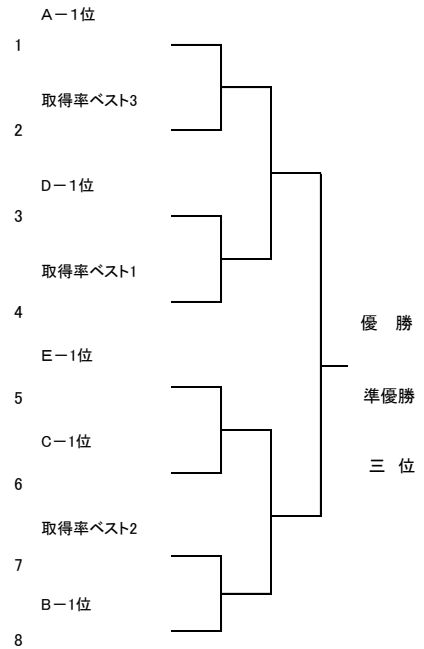 A－1位
1
取得率ベスト3
2
D－1位
3
取得率ベスト1
4
E－1位
5
C－1位
6
取得率ベスト2
7
B－1位
8
優　勝
準優勝
三　位